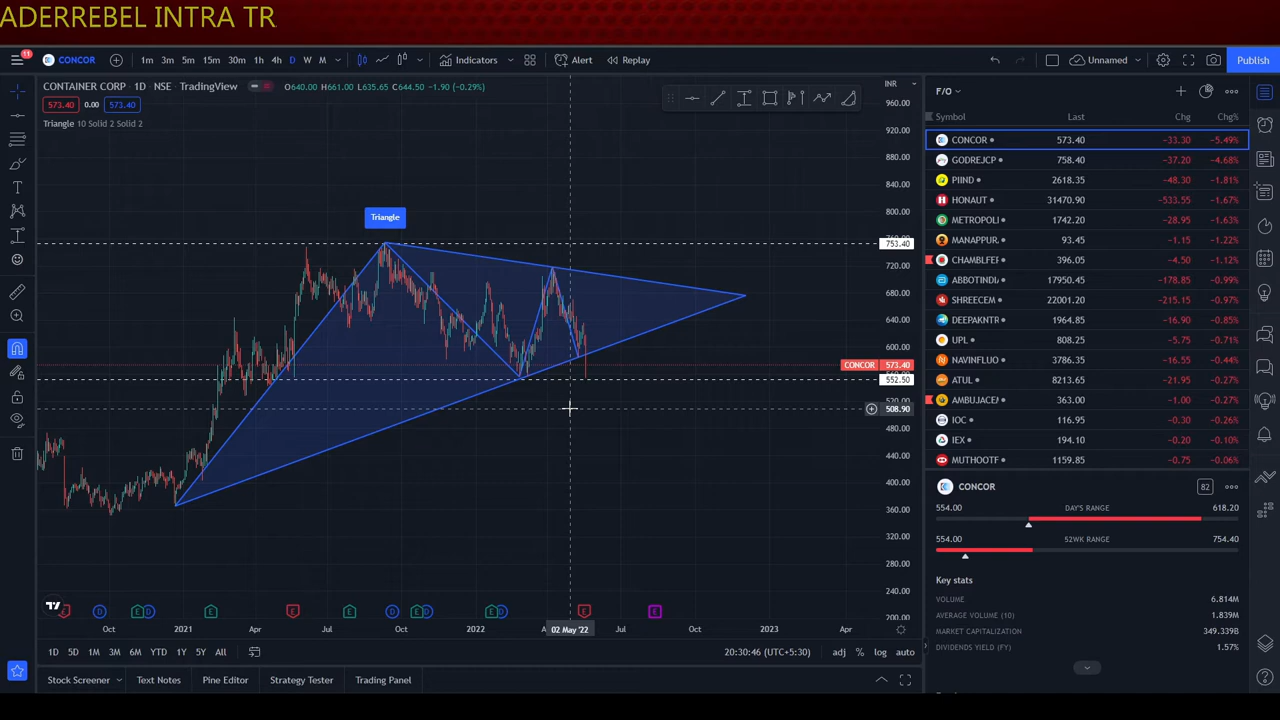 ADERREBEL INTRA TR
11
CONCOR
1m 3m 5m 15m 30m 1h 4h D W M
Indicators
Alert
Replay
Unnamed
Publish
CONTAINER CORP · 1D · NSE · TradingView
O640.00 H661.00 L635.65 C644.50 −1.90 (−0.29%)
573.40 0.00 573.40
Triangle 10 Solid 2 Solid 2
Triangle
INR
960.00
920.00
880.00
840.00
800.00
753.40
720.00
680.00
640.00
600.00
CONCOR 573.40
552.50
508.90
480.00
440.00
400.00
360.00
320.00
280.00
240.00
200.00
E D E D E E E D E D E D E E
Oct 2021 Apr Jul Oct 2022 02 May '22 Jul Oct 2023 Apr
1D 5D 1M 3M 6M YTD 1Y 5Y All
20:30:46 (UTC+5:30) adj % log auto
Stock Screener Text Notes Pine Editor Strategy Tester Trading Panel
F/O
Symbol Last Chg Chg%
CONCOR 573.40 −33.30 −5.49%
GODREJCP 758.40 −37.20 −4.68%
PIIND 2618.35 −48.30 −1.81%
HONAUT 31470.90 −533.55 −1.67%
METROPOLI 1742.20 −28.95 −1.63%
MANAPPUR. 93.45 −1.15 −1.22%
CHAMBLFER 396.05 −4.50 −1.12%
ABBOTINDI 17950.45 −178.85 −0.99%
SHREECEM 22001.20 −215.15 −0.97%
DEEPAKNTR 1964.85 −16.90 −0.85%
UPL 808.25 −5.75 −0.71%
NAVINFLUO 3786.35 −16.55 −0.44%
ATUL 8213.65 −21.95 −0.27%
AMBUJACEM 363.00 −1.00 −0.27%
IOC 116.95 −0.30 −0.26%
IEX 194.10 −0.20 −0.10%
MUTHOOTF 1159.85 −0.75 −0.06%
CONCOR
82
554.00 DAY'S RANGE 618.20
554.00 52WK RANGE 754.40
Key stats
VOLUME 6.814M
AVERAGE VOLUME (10) 1.839M
MARKET CAPITALIZATION 349.339B
DIVIDENDS YIELD (FY) 1.57%